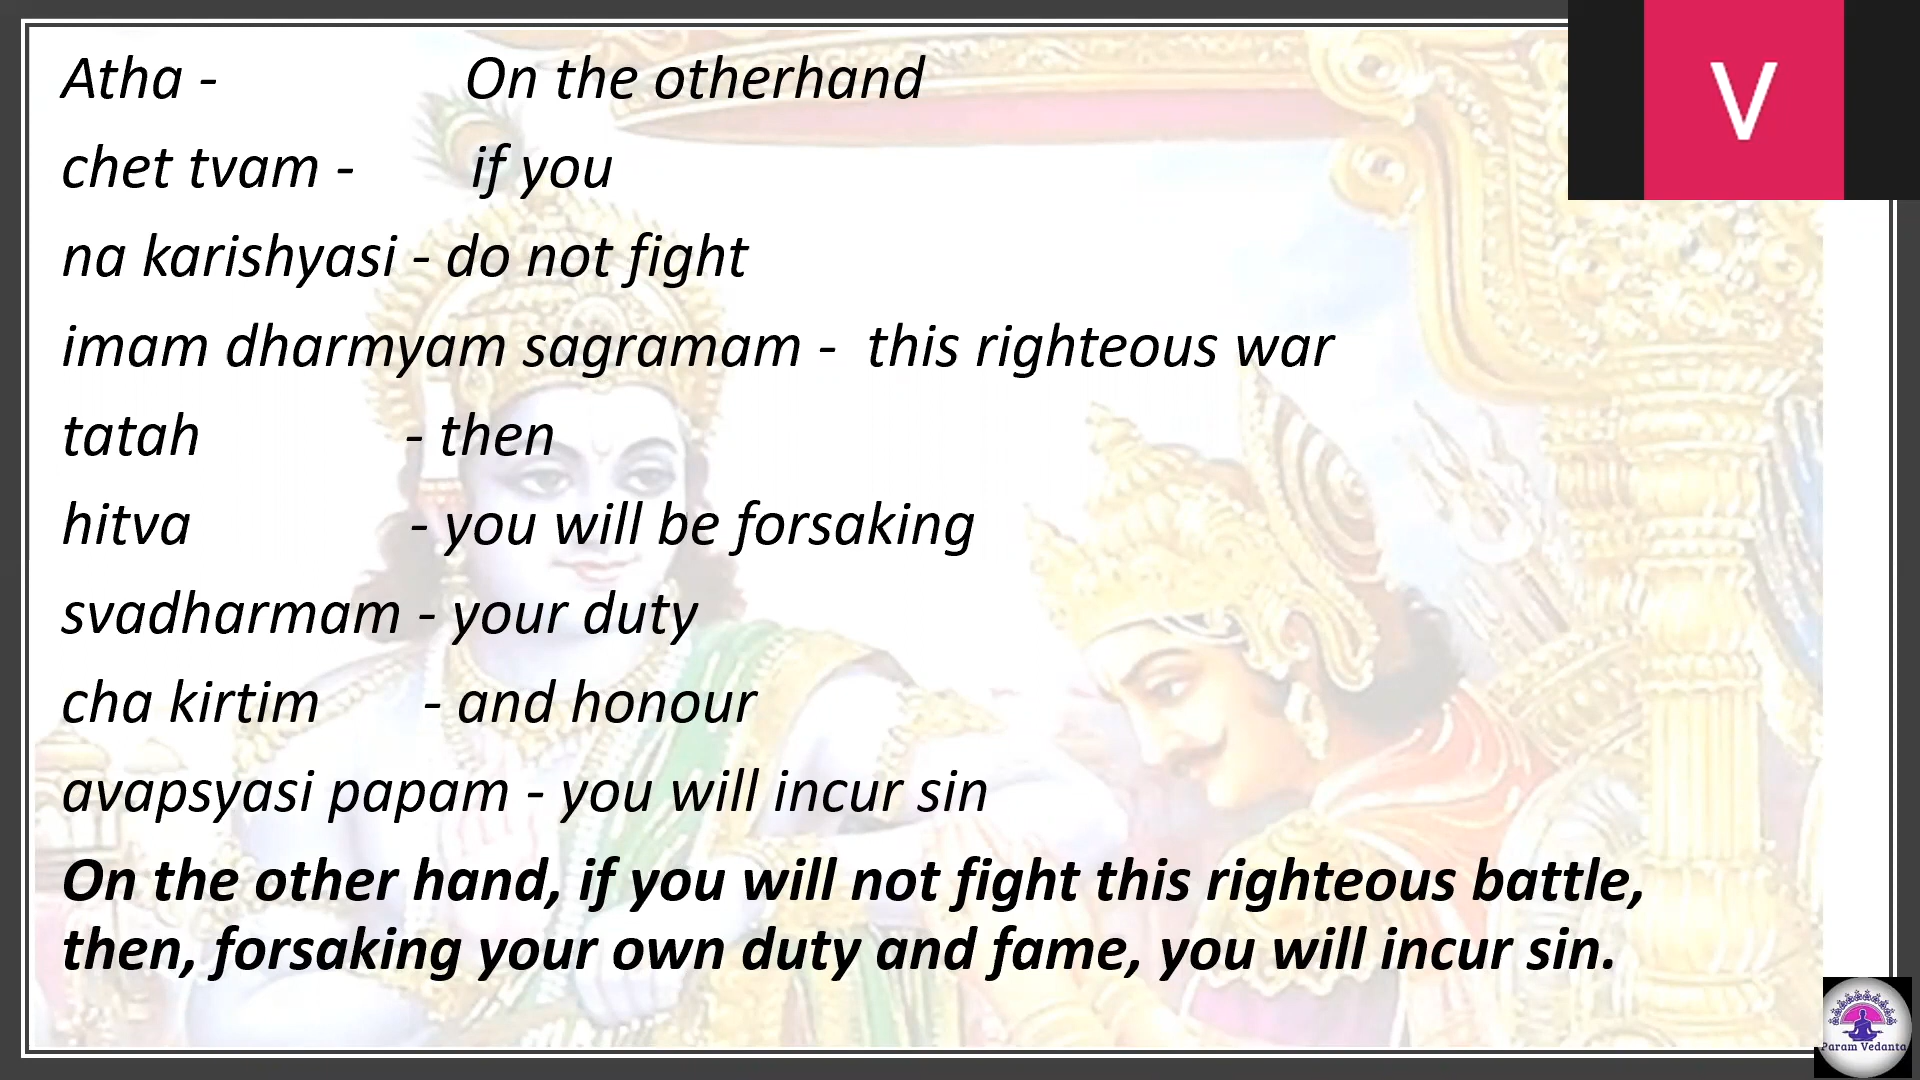 Atha - On the otherhand
chet tvam - if you
na karishyasi - do not fight
imam dharmyam sagramam - this righteous war
tatah - then
hitva - you will be forsaking
svadharmam - your duty
cha kirtim - and honour
avapsyasi papam - you will incur sin
On the other hand, if you will not fight this righteous battle,
then, forsaking your own duty and fame, you will incur sin.
V
Param Vedanta